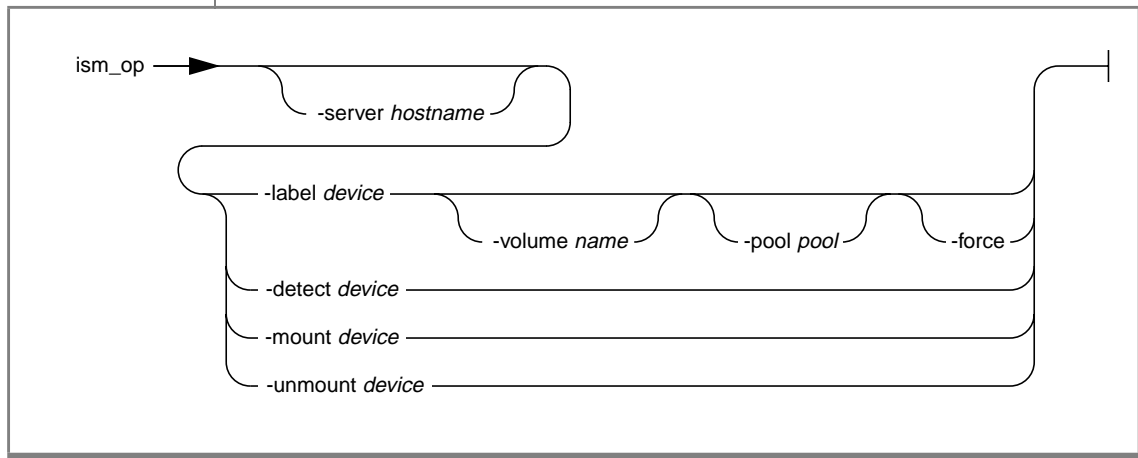 ism_op
-server hostname
-label device
-volume name -pool pool -force
-detect device
-mount device
-unmount device